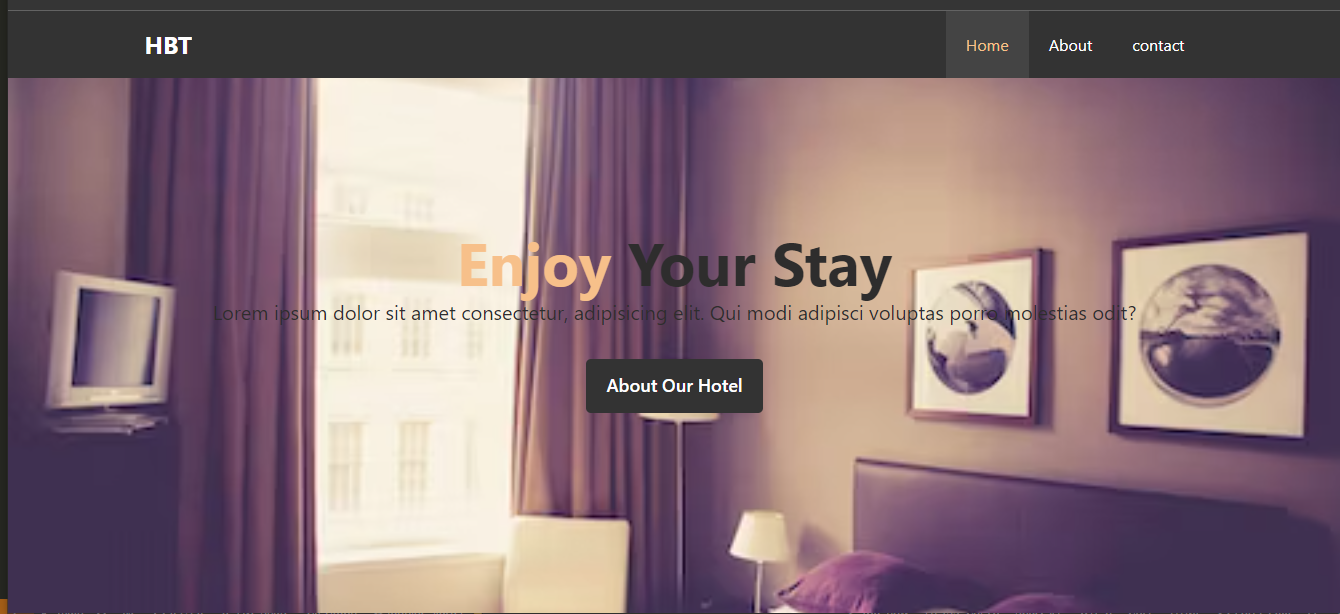 HBT
Home About contact
Enjoy Your Stay
Lorem ipsum dolor sit amet consectetur, adipisicing elit. Qui modi adipisci voluptas porro molestias odit?
About Our Hotel